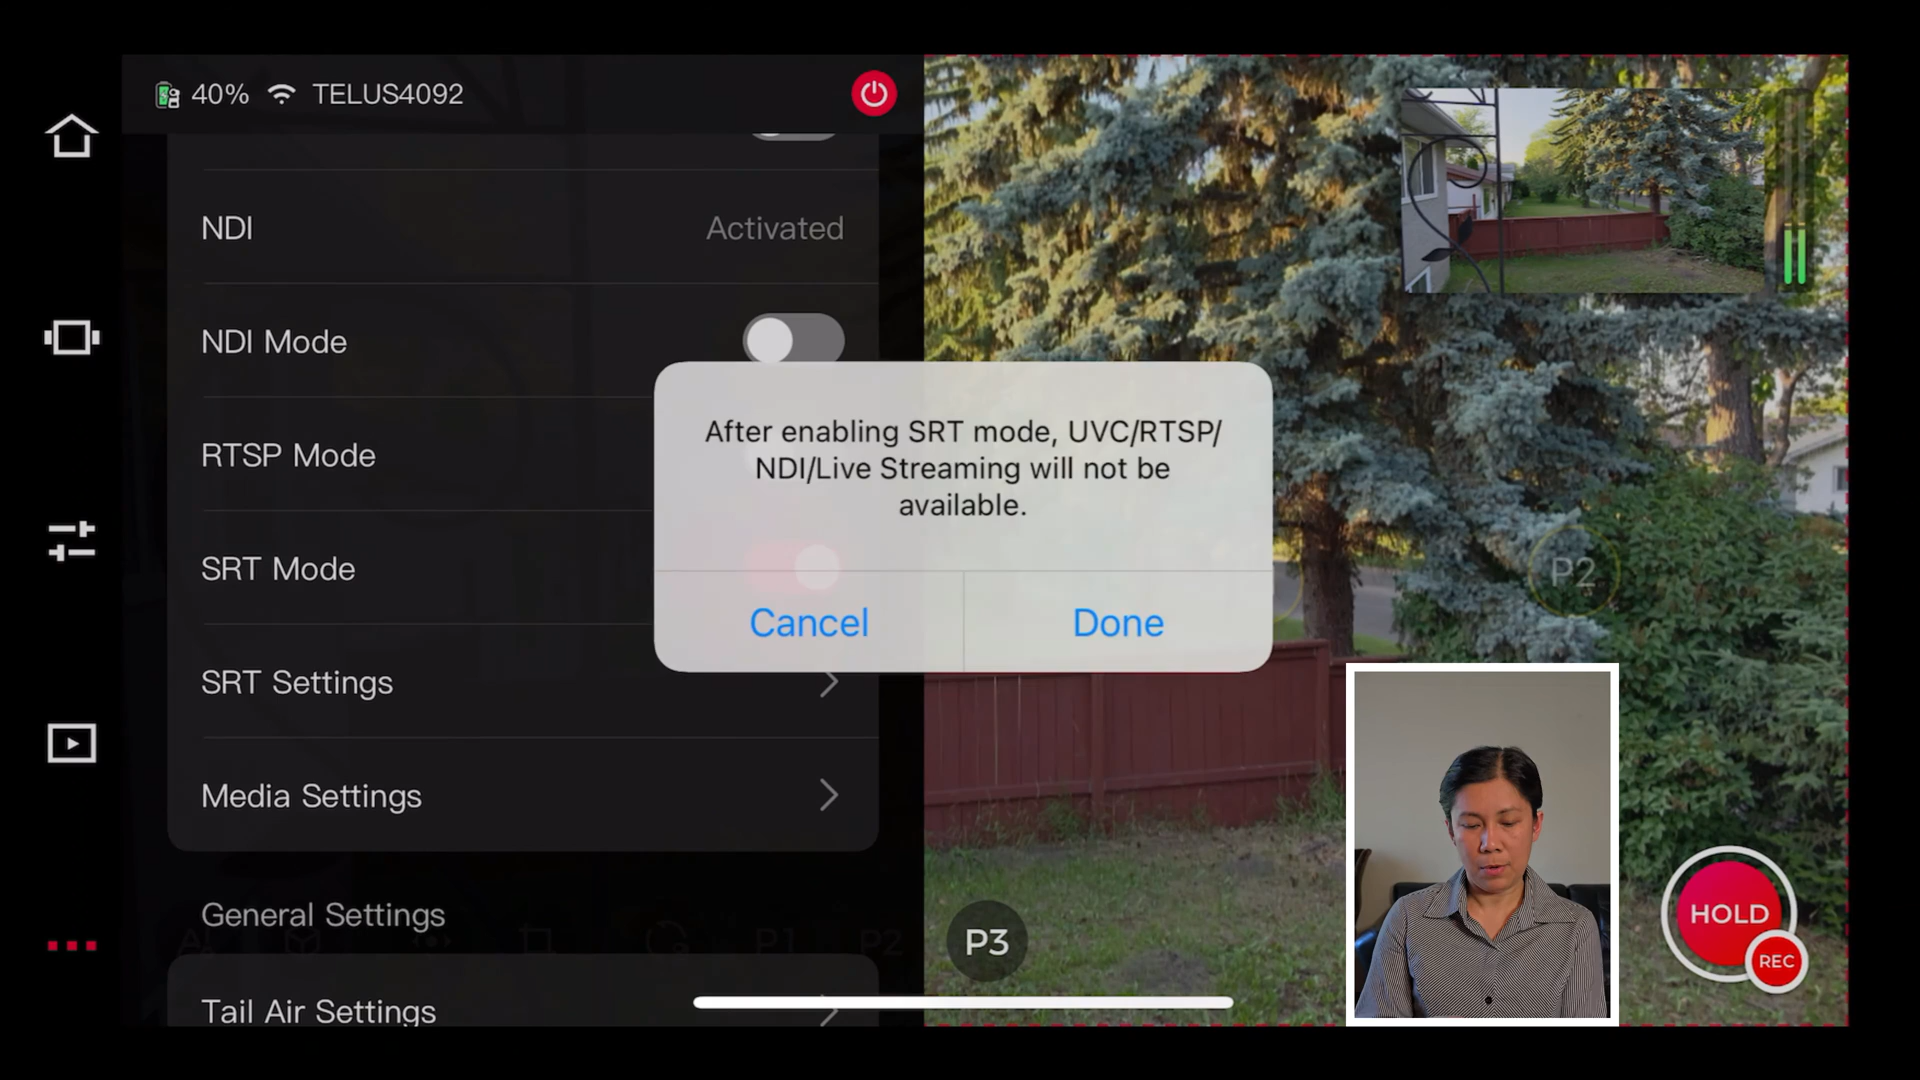 40% TELUS4092
NDI
Activated
NDI Mode
RTSP Mode
SRT Mode
SRT Settings
Media Settings
General Settings
P1
P2
Tail Air Settings
After enabling SRT mode, UVC/RTSP/
NDI/Live Streaming will not be
available.
Cancel
Done
P2
P3
HOLD
REC